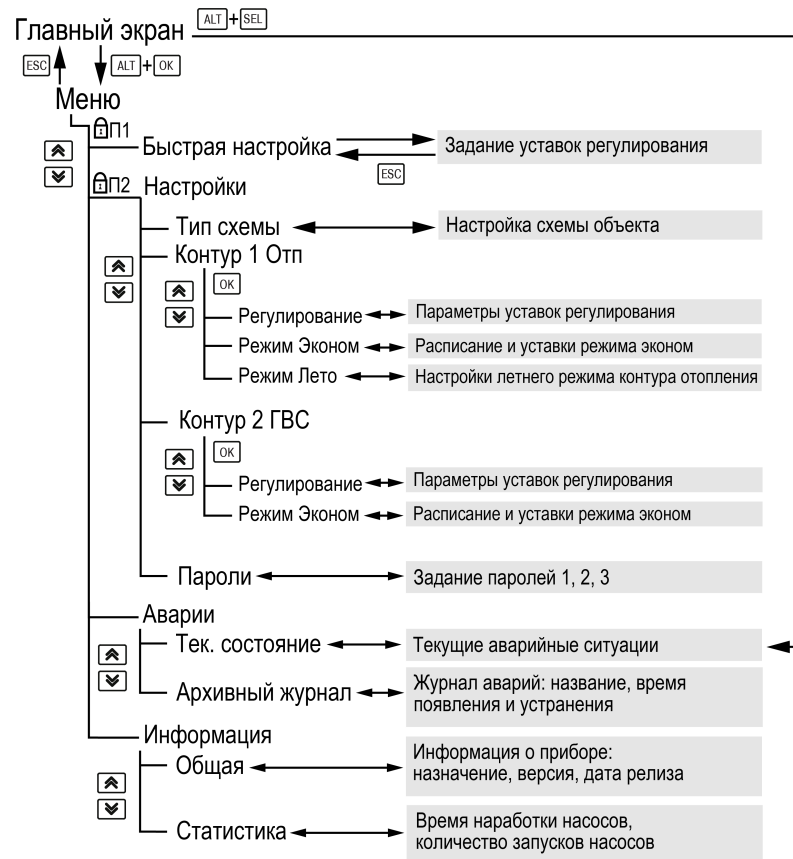 ALT+SEL
Главный экран
ESC ALT+OK
Меню
П1
Быстрая настройка Задание уставок регулирования
ESC
П2 Настройки
Тип схемы Настройка схемы объекта
Контур 1 Отп
OK
Регулирование Параметры уставок регулирования
Режим Эконом Расписание и уставки режима эконом
Режим Лето Настройки летнего режима контура отопления
Контур 2 ГВС
OK
Регулирование Параметры уставок регулирования
Режим Эконом Расписание и уставки режима эконом
Пароли Задание паролей 1, 2, 3
Аварии
Тек. состояние Текущие аварийные ситуации
Архивный журнал Журнал аварий: название, время
появления и устранения
Информация
Общая Информация о приборе:
назначение, версия, дата релиза
Статистика Время наработки насосов,
количество запусков насосов